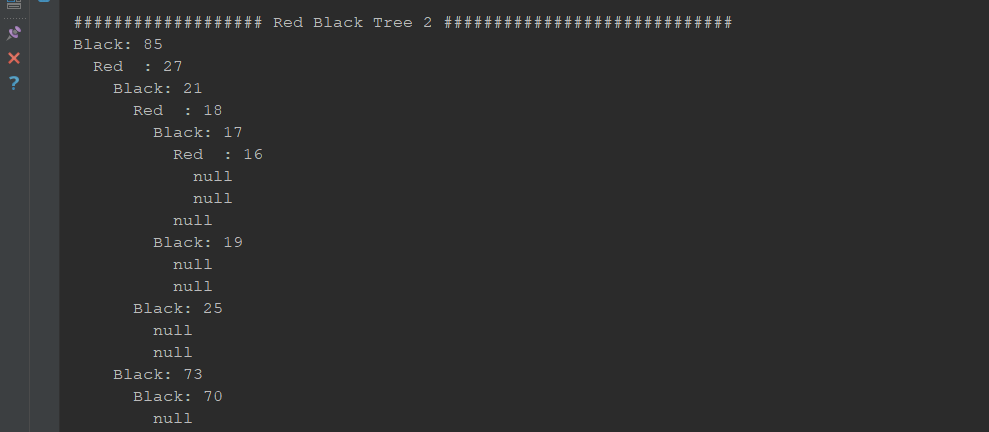 ################### Red Black Tree 2 #############################
Black: 85
  Red  : 27
    Black: 21
      Red  : 18
        Black: 17
          Red  : 16
            null
            null
          null
        Black: 19
          null
          null
      Black: 25
        null
        null
    Black: 73
      Black: 70
        null
?